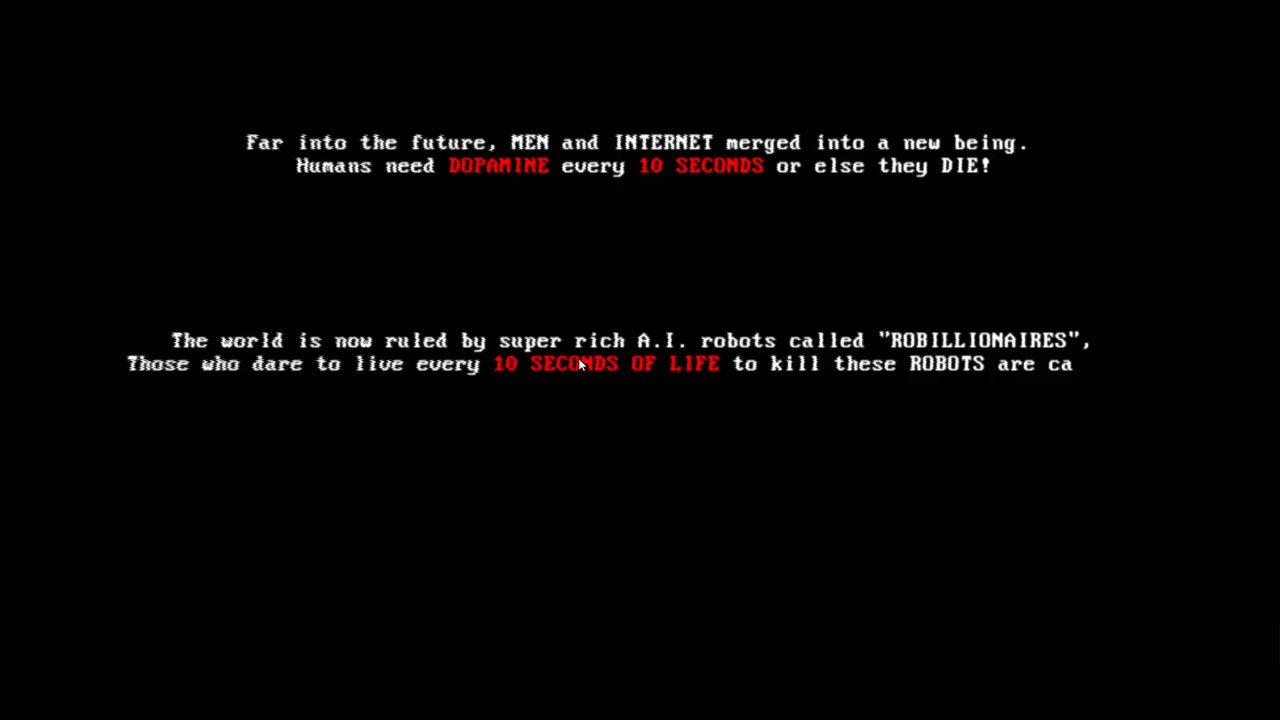 Far into the future, MEN and INTERNET merged into a new being.
Humans need DOPAMINE every 10 SECONDS or else they DIE!
The world is now ruled by super rich A.I. robots called "ROBILLIONAIRES",
Those who dare to live every 10 SECONDS OF LIFE to kill these ROBOTS are ca